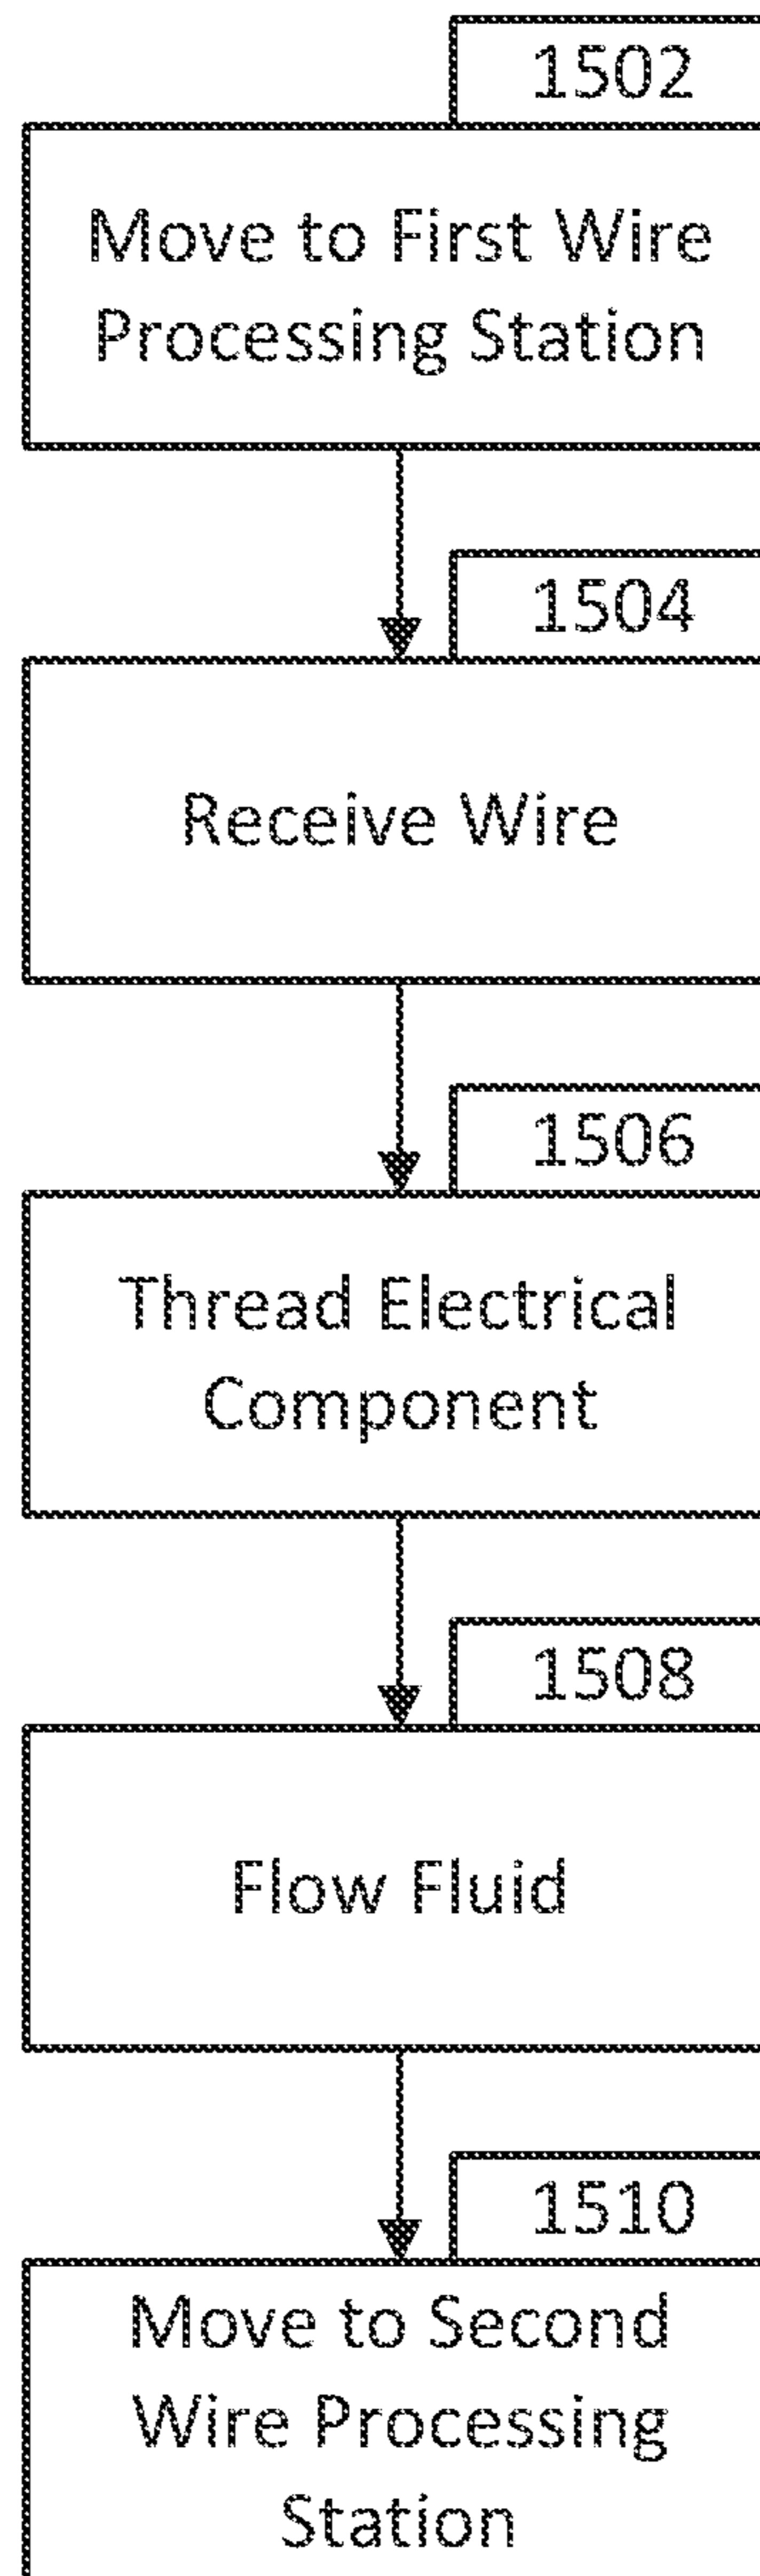 1502
Move to First Wire
Processing Station
1504
Receive Wire
1506
Thread Electrical
Component
1508
Flow Fluid
1510
Move to Second
Wire Processing
Station